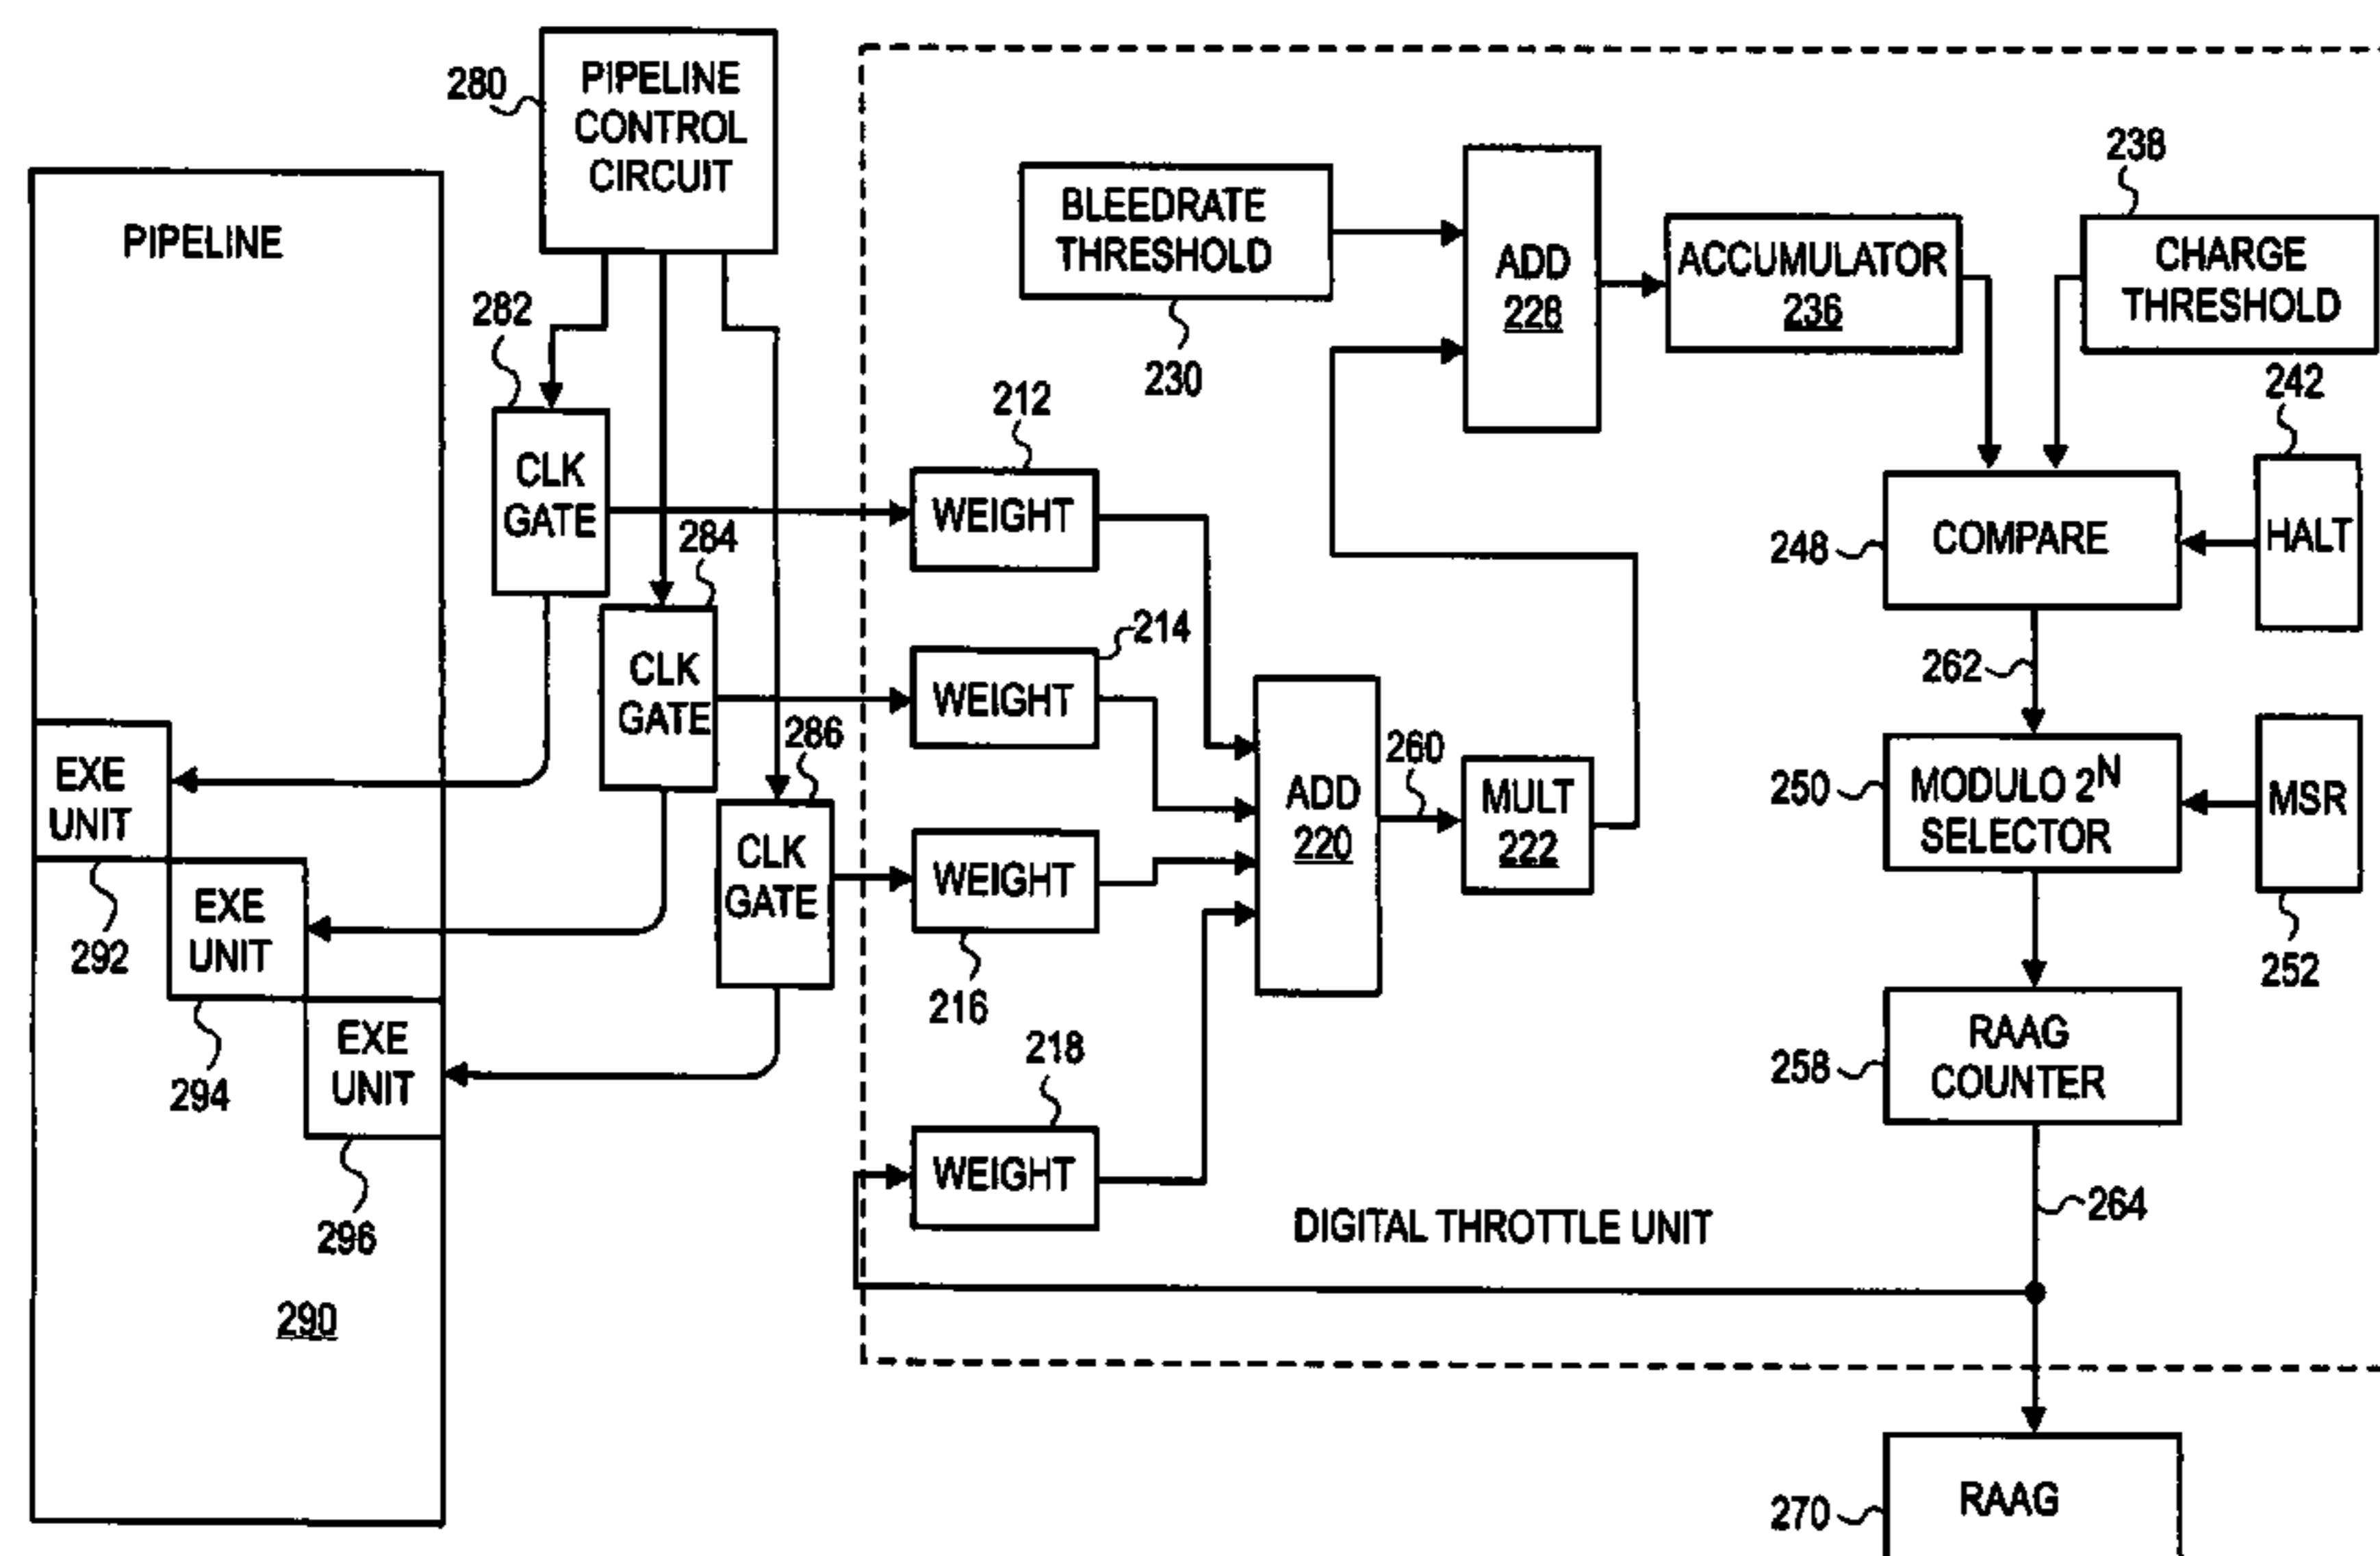 280
PIPELINE
CONTROL
CIRCUIT
PIPELINE
282
CLK
GATE
284
CLK
GATE
286
CLK
GATE
EXE
UNIT
292
EXE
UNIT
294
EXE
UNIT
296
290
BLEEDRATE
THRESHOLD
230
ADD
228
ACCUMULATOR
236
238
CHARGE
THRESHOLD
242
HALT
248
COMPARE
262
212
WEIGHT
214
WEIGHT
WEIGHT
216
218
WEIGHT
ADD
220
260
MULT
222
250
MODULO 2^N
SELECTOR
MSR
252
258
RAAG
COUNTER
264
DIGITAL THROTTLE UNIT
270
RAAG